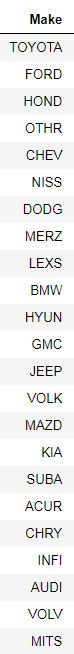 Make
TOYOTA
FORD
HOND
OTHR
CHEV
NISS
DODG
MERZ
LEXS
BMW
HYUN
GMC
JEEP
VOLK
MAZD
KIA
SUBA
ACUR
CHRY
INFI
AUDI
VOLV
MITS